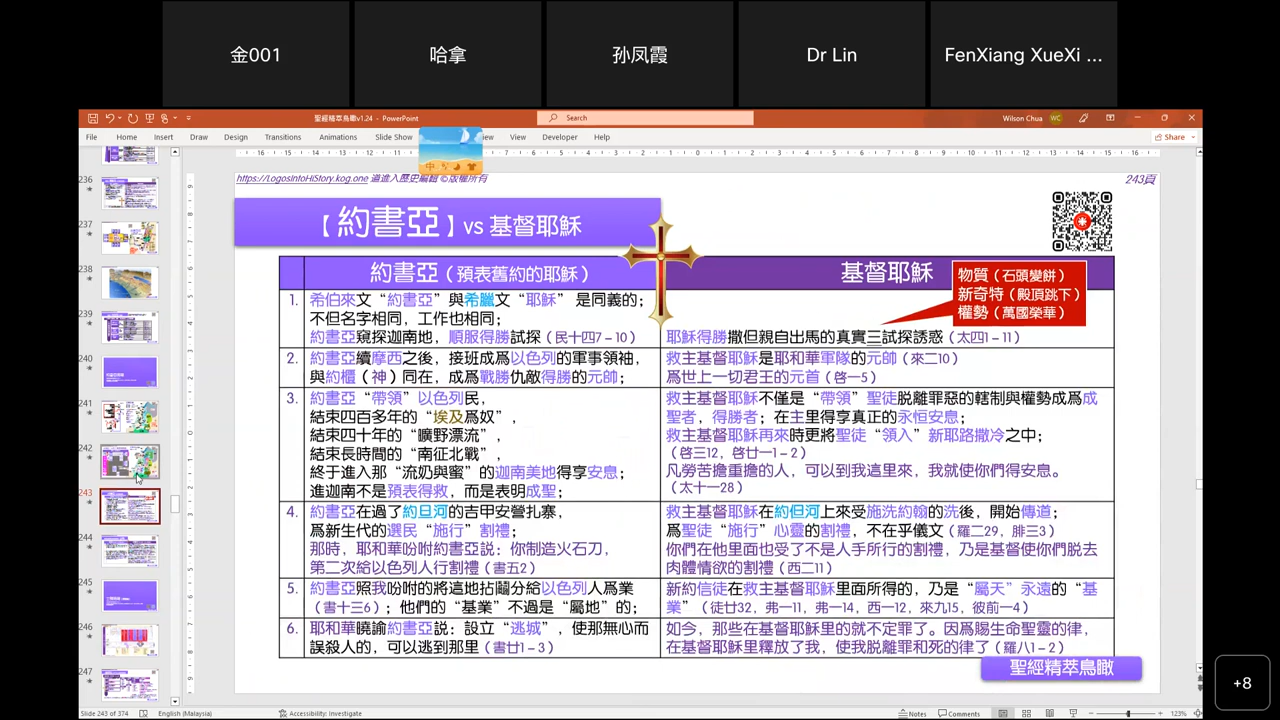 金001
哈拿
孙凤霞
Dr Lin
FenXiang XueXi ...
聖經精萃鳥瞰v1.24 - PowerPoint
Search
Wilson Chua
WC
File Home Insert Draw Design Transitions Animations Slide Show View Developer Help
Share
236
237
238
239
240
241
242
243
244
245
246
247
https://LogosIntoHiStory.kog.one 道進入歷史編輯 ©版權所有
243頁
【約書亞】vs 基督耶穌
約書亞（預表舊約的耶穌）
基督耶穌
物質（石頭變餅）
新奇特（殿頂跳下）
權勢（萬國榮華）
1. 希伯來文“約書亞”與希臘文“耶穌”是同義的；
不但名字相同，工作也相同；
約書亞窺探迦南地，順服得勝試探（民十四7－10）
耶穌得勝撒但親自出馬的真實三試探誘惑（太四1－11）
2. 約書亞續摩西之後，接班成爲以色列的軍事領袖，
與約櫃（神）同在，成爲戰勝仇敵得勝的元帥；
救主基督耶穌是耶和華軍隊的元帥（來二10）
爲世上一切君王的元首（啓一5）
3. 約書亞“帶領”以色列民，
結束四百多年的“埃及爲奴”，
結束四十年的“曠野漂流”，
結束長時間的“南征北戰”，
終于進入那“流奶與蜜”的迦南美地得享安息；
進迦南不是預表得救，而是表明成聖；
救主基督耶穌不僅是“帶領”聖徒脱離罪惡的轄制與權勢成爲成
聖者，得勝者；在主里得享真正的永恒安息；
救主基督耶穌再來時更將聖徒“領入”新耶路撒冷之中；
（啓三12，啓廿一1－2）
凡勞苦擔重擔的人，可以到我這里來，我就使你們得安息。
（太十一28）
4. 約書亞在過了約旦河的吉甲安營扎寨，
爲新生代的選民“施行”割禮；
那時，耶和華吩咐約書亞説：你制造火石刀，
第二次給以色列人行割禮（書五2）
救主基督耶穌在約但河上來受施洗約翰的洗後，開始傳道；
爲聖徒“施行”心靈的割禮，不在乎儀文（羅二29，腓三3）
你們在他里面也受了不是人手所行的割禮，乃是基督使你們脱去
肉體情欲的割禮（西二11）
5. 約書亞照我吩咐的將這地拈鬮分給以色列人爲業
（書十三6）；他們的“基業”不過是“屬地”的；
新約信徒在救主基督耶穌里面所得的，乃是“屬天”永遠的“基
業”（徒廿32，弗一11，弗一14，西一12，來九15，彼前一4）
6. 耶和華曉諭約書亞説：設立“逃城”，使那無心而
誤殺人的，可以逃到那里（書廿1－3）
如今，那些在基督耶穌里的就不定罪了。因爲賜生命聖靈的律，
在基督耶穌里釋放了我，使我脱離罪和死的律了（羅八1－2）
聖經精萃鳥瞰
+8
Slide 243 of 374
English (Malaysia)
Accessibility: Investigate
Notes
Comments
123%